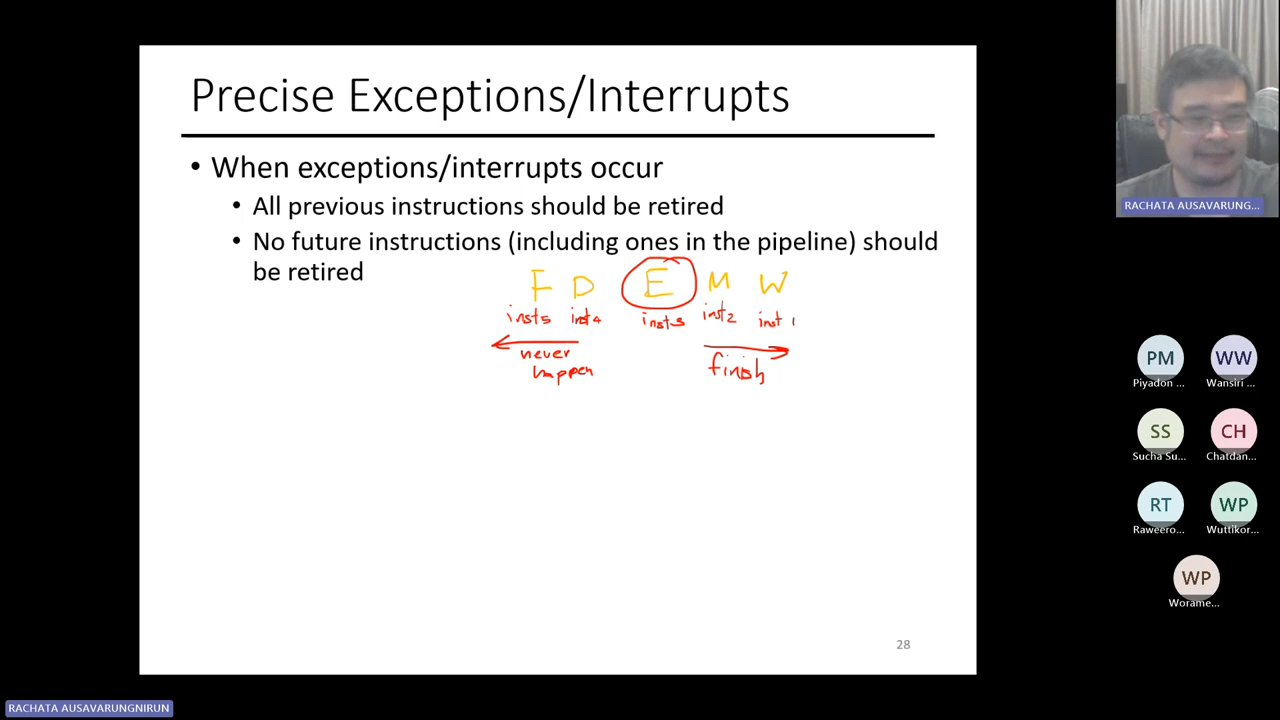 Precise Exceptions/Interrupts
• When exceptions/interrupts occur
• All previous instructions should be retired
• No future instructions (including ones in the pipeline) should
be retired
F D E M W
inst5 inst4 inst3 inst2 inst1
never
happen
finish
28
RACHATA AUSAVARUNG...
PM WW
Piyadon ... Wansiri ...
SS CH
Sucha Su... Chatdan...
RT WP
Raweero... Wuttikor...
WP
Worame...
RACHATA AUSAVARUNGNIRUN